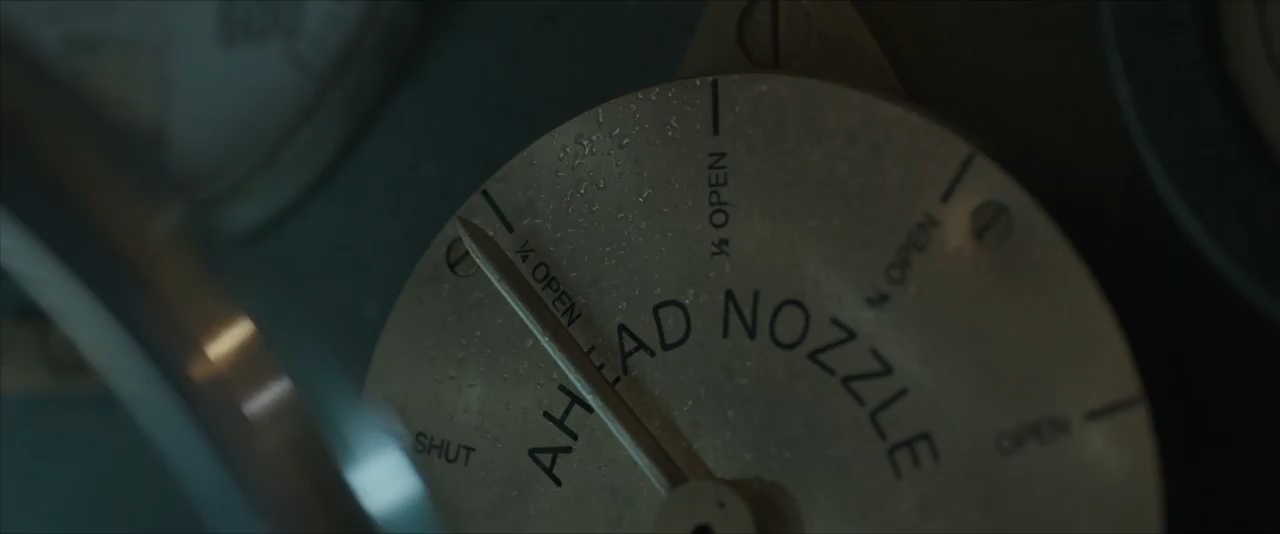 SHUT
¼ OPEN
½ OPEN
¾ OPEN
OPEN
AHEAD NOZZLE